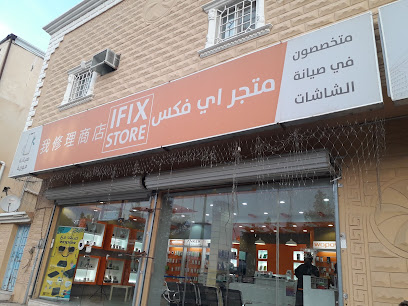 متخصصون
في صيانة
الشاشات
متجر اي فكس
IFIX
STORE
我修理商店